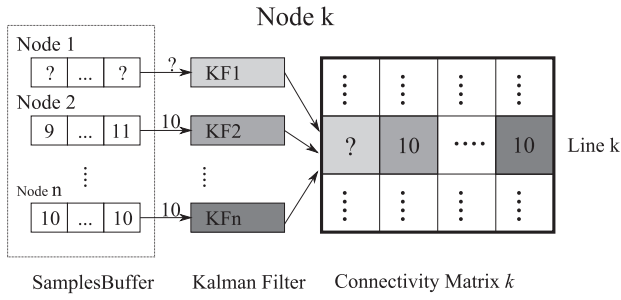 Node k
Node 1
? ... ? ? KF1
Node 2
9 ... 11 10 KF2
? 10 .... 10 Line k
Node n
10 ... 10 10 KFn
SamplesBuffer Kalman Filter Connectivity Matrix k